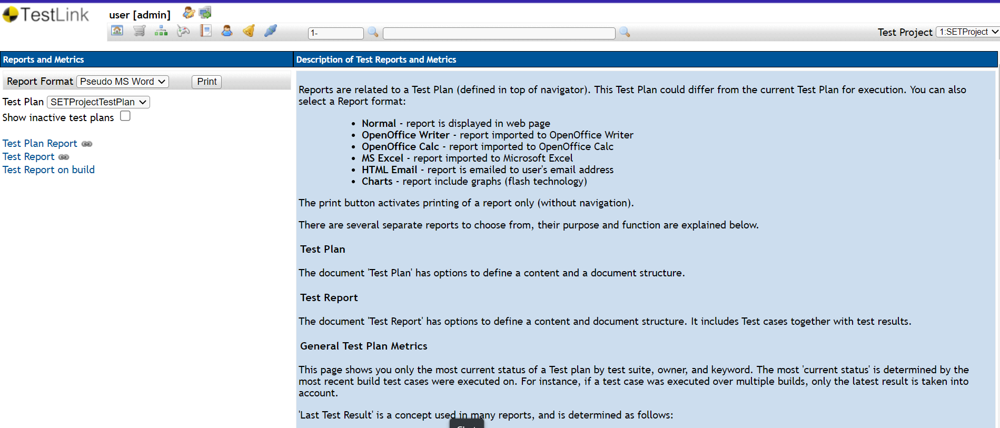 TestLink
user [admin]
1-
Test Project 1:SETProject
Reports and Metrics
Report Format Pseudo MS Word Print
Test Plan SETProjectTestPlan
Show inactive test plans
Test Plan Report
Test Report
Test Report on build
Description of Test Reports and Metrics
Reports are related to a Test Plan (defined in top of navigator). This Test Plan could differ from the current Test Plan for execution. You can also
select a Report format:
• Normal - report is displayed in web page
• OpenOffice Writer - report imported to OpenOffice Writer
• OpenOffice Calc - report imported to OpenOffice Calc
• MS Excel - report imported to Microsoft Excel
• HTML Email - report is emailed to user's email address
• Charts - report include graphs (flash technology)
The print button activates printing of a report only (without navigation).
There are several separate reports to choose from, their purpose and function are explained below.
Test Plan
The document 'Test Plan' has options to define a content and a document structure.
Test Report
The document 'Test Report' has options to define a content and document structure. It includes Test cases together with test results.
General Test Plan Metrics
This page shows you only the most current status of a Test plan by test suite, owner, and keyword. The most 'current status' is determined by the
most recent build test cases were executed on. For instance, if a test case was executed over multiple builds, only the latest result is taken into
account.
'Last Test Result' is a concept used in many reports, and is determined as follows: